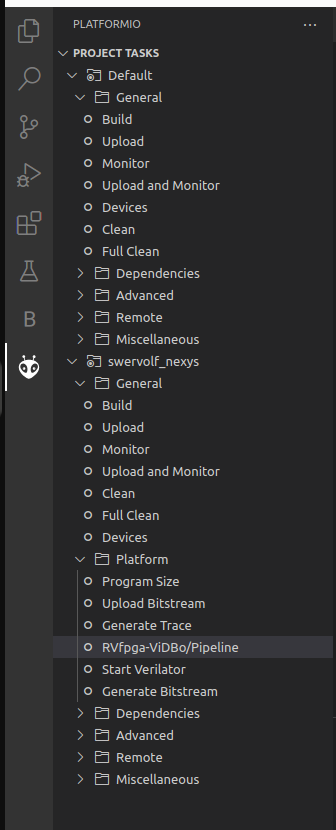 PLATFORMIO
PROJECT TASKS
Default
General
Build
Upload
Monitor
Upload and Monitor
Devices
Clean
Full Clean
Dependencies
Advanced
Remote
Miscellaneous
swervolf_nexys
General
Build
Upload
Monitor
Upload and Monitor
Clean
Full Clean
Devices
Platform
Program Size
Upload Bitstream
Generate Trace
RVfpga-ViDBo/Pipeline
Start Verilator
Generate Bitstream
Dependencies
Advanced
Remote
Miscellaneous
B